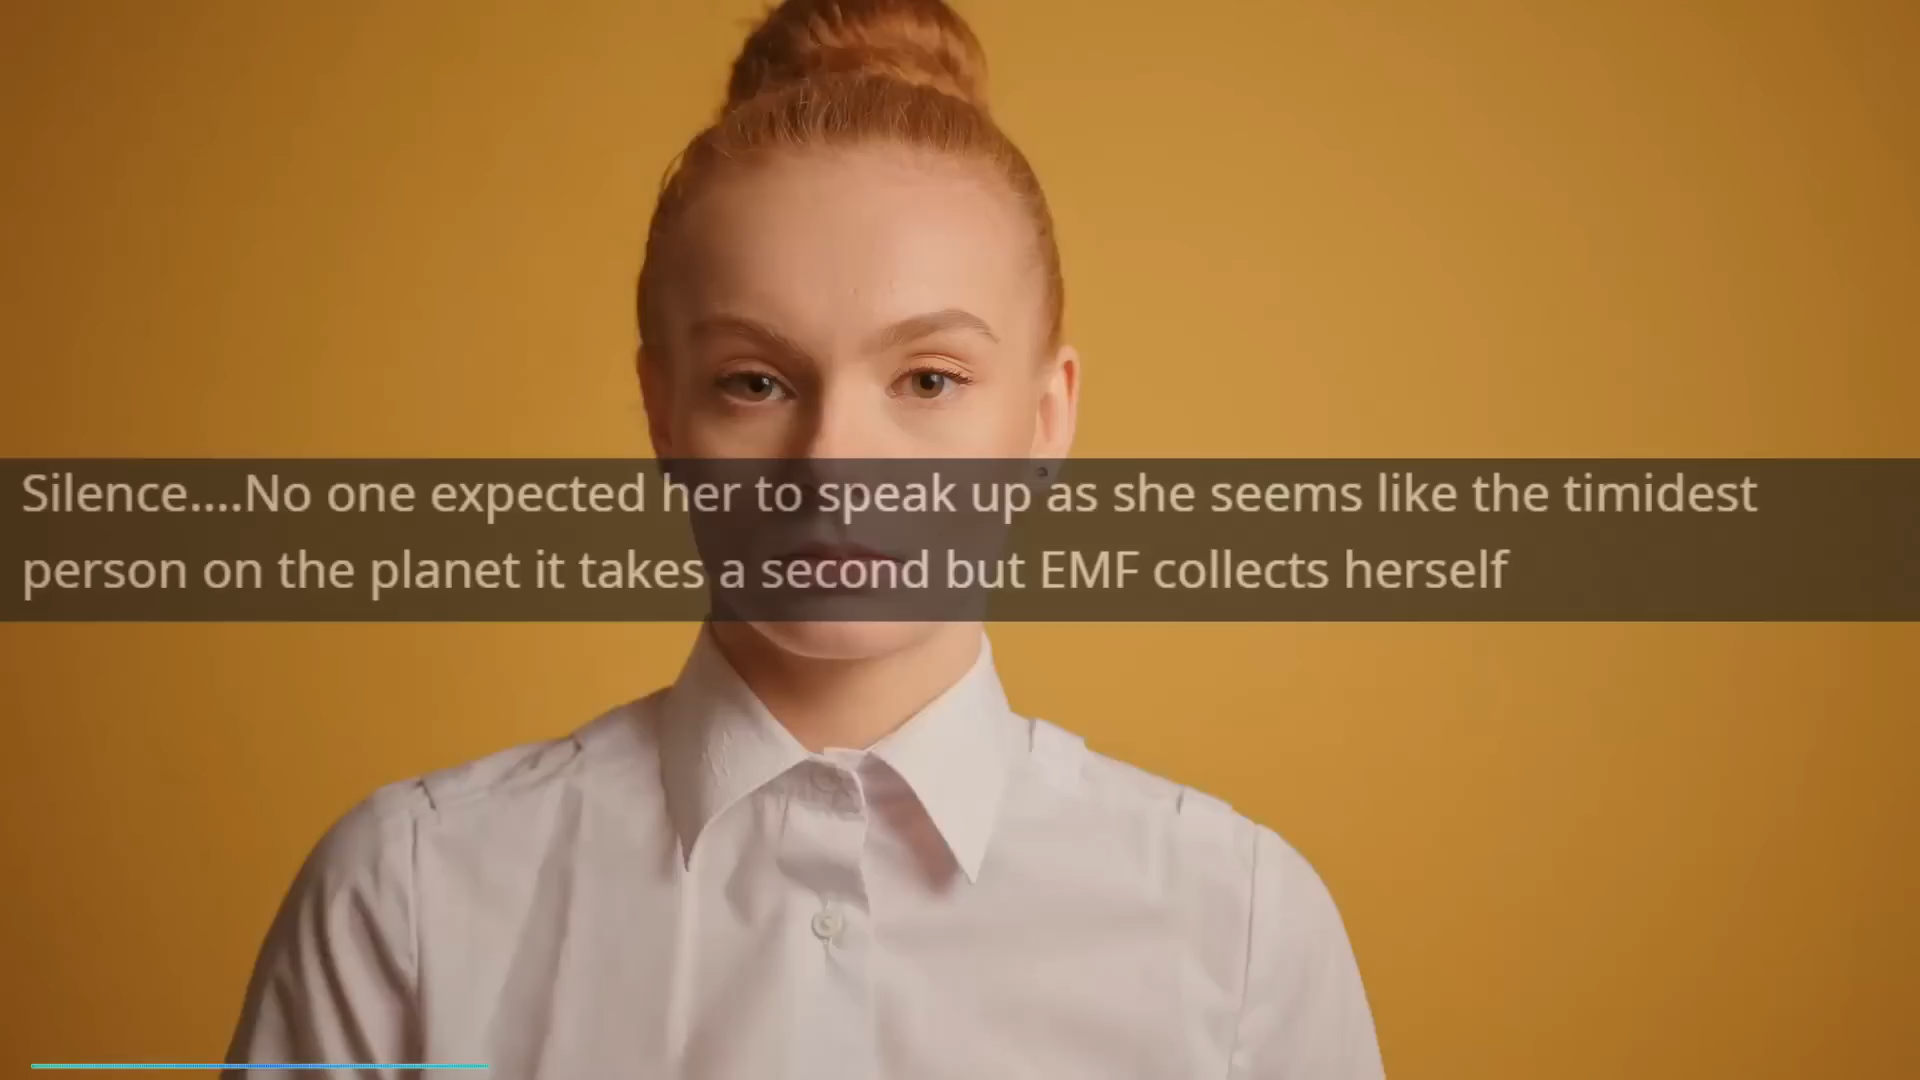 Silence....No one expected her to speak up as she seems like the timidest
person on the planet it takes a second but EMF collects herself